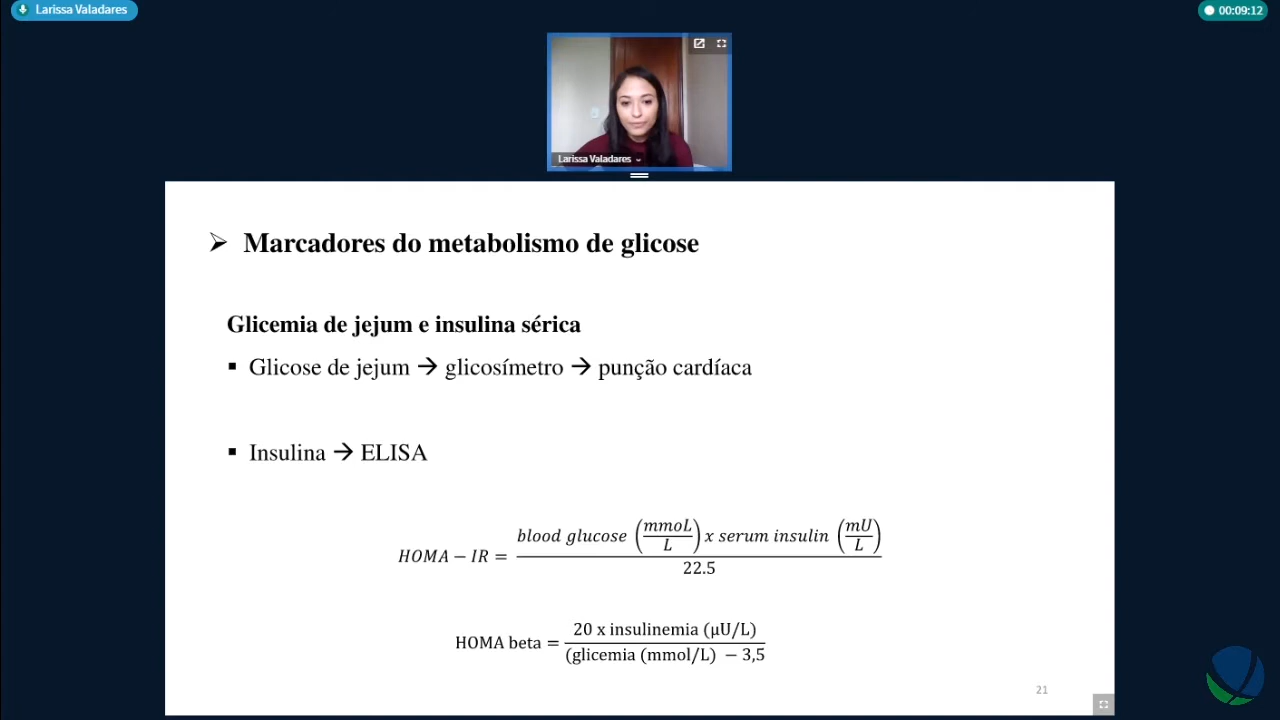 Larissa Valadares
00:09:12
Larissa Valadares
➢ Marcadores do metabolismo de glicose
Glicemia de jejum e insulina sérica
▪ Glicose de jejum → glicosímetro → punção cardíaca
▪ Insulina → ELISA
HOMA − IR = blood glucose (mmoL/L) x serum insulin (mU/L) / 22.5
HOMA beta = 20 x insulinemia (µU/L) / (glicemia (mmol/L) − 3,5
21